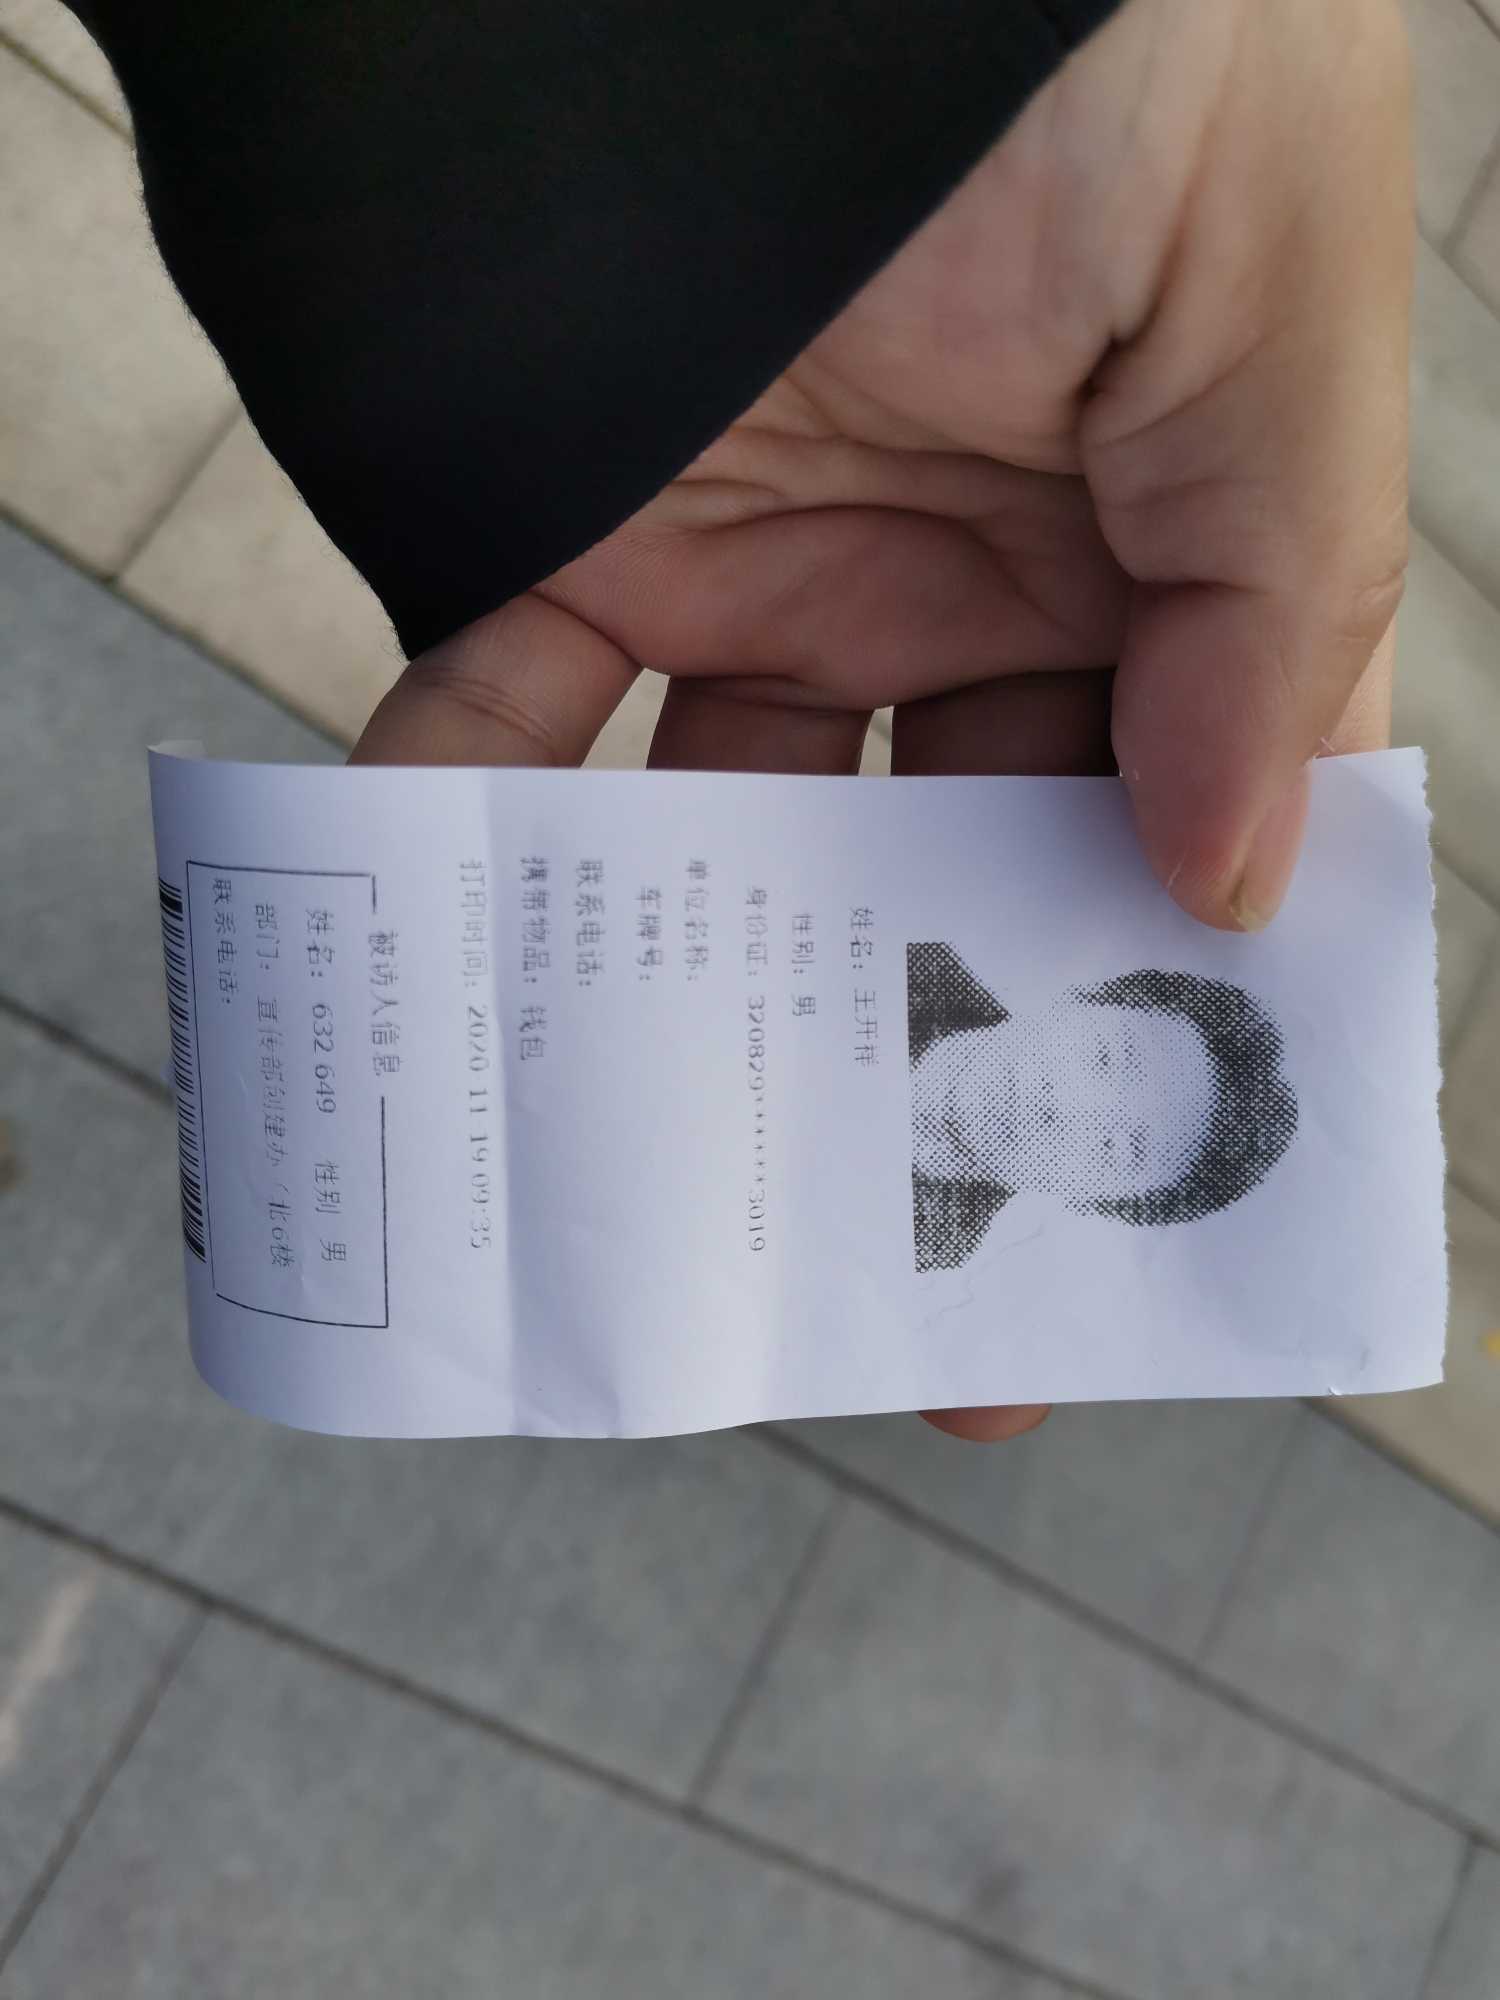 姓名：王开祥
性别：男
身份证：320829*******3019
单位名称：
车牌号：
联系电话：
携带物品：钱包
打印时间：2020 11 19 09:35
被访人信息
姓名：632 649 性别 男
部门：宣传部创建办（北6楼
联系电话：